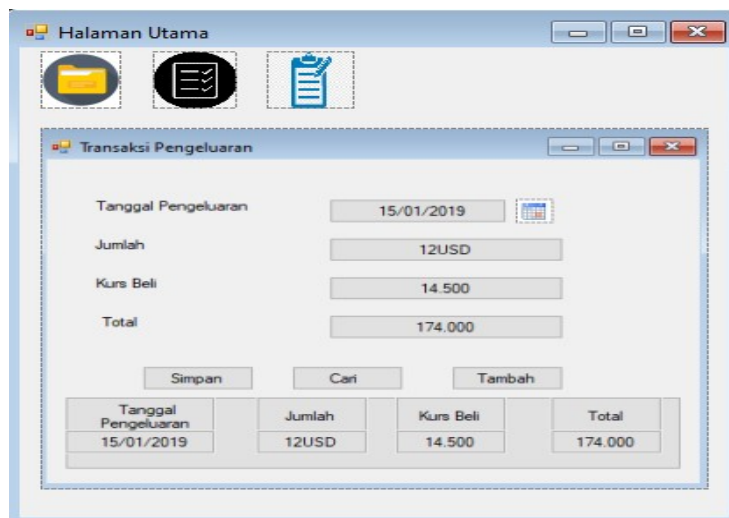 Halaman Utama
Transaksi Pengeluaran
Tanggal Pengeluaran 15/01/2019
Jumlah 12USD
Kurs Beli 14.500
Total 174.000
Simpan Cari Tambah
Tanggal Pengeluaran Jumlah Kurs Beli Total
15/01/2019 12USD 14.500 174.000